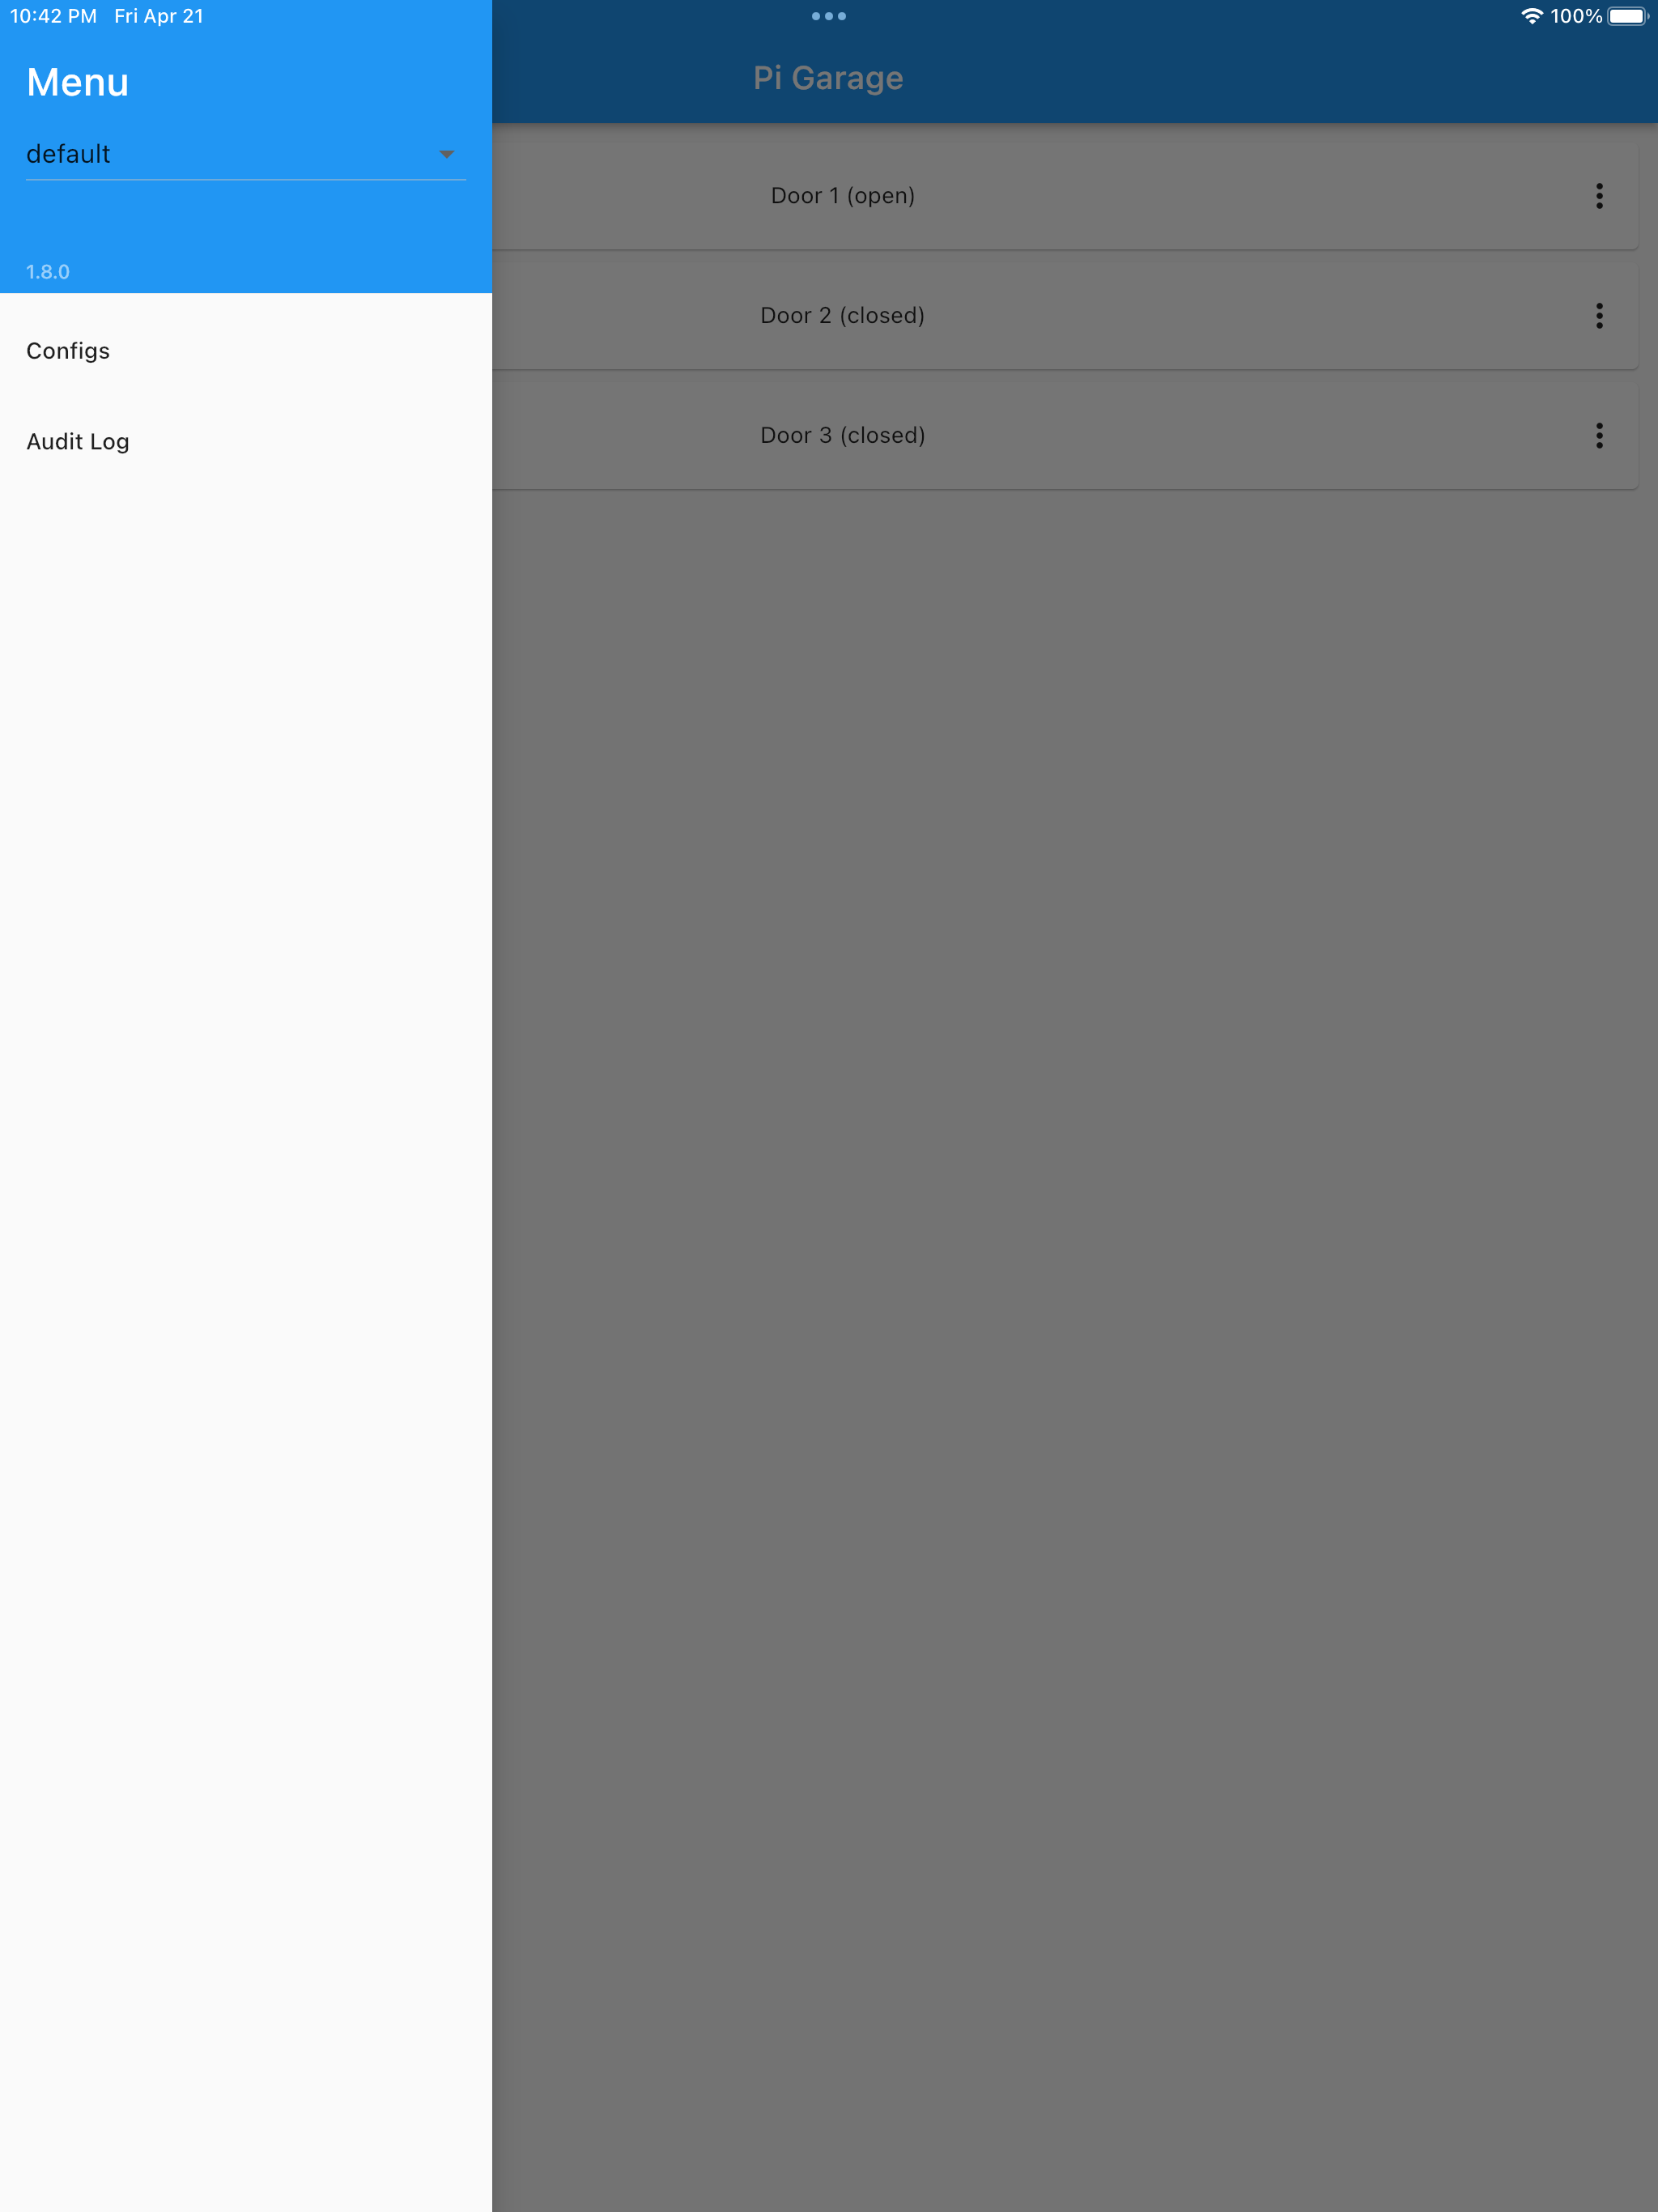 10:42 PM Fri Apr 21
100%
Menu
default
1.8.0
Configs
Audit Log
Pi Garage
Door 1 (open)
Door 2 (closed)
Door 3 (closed)